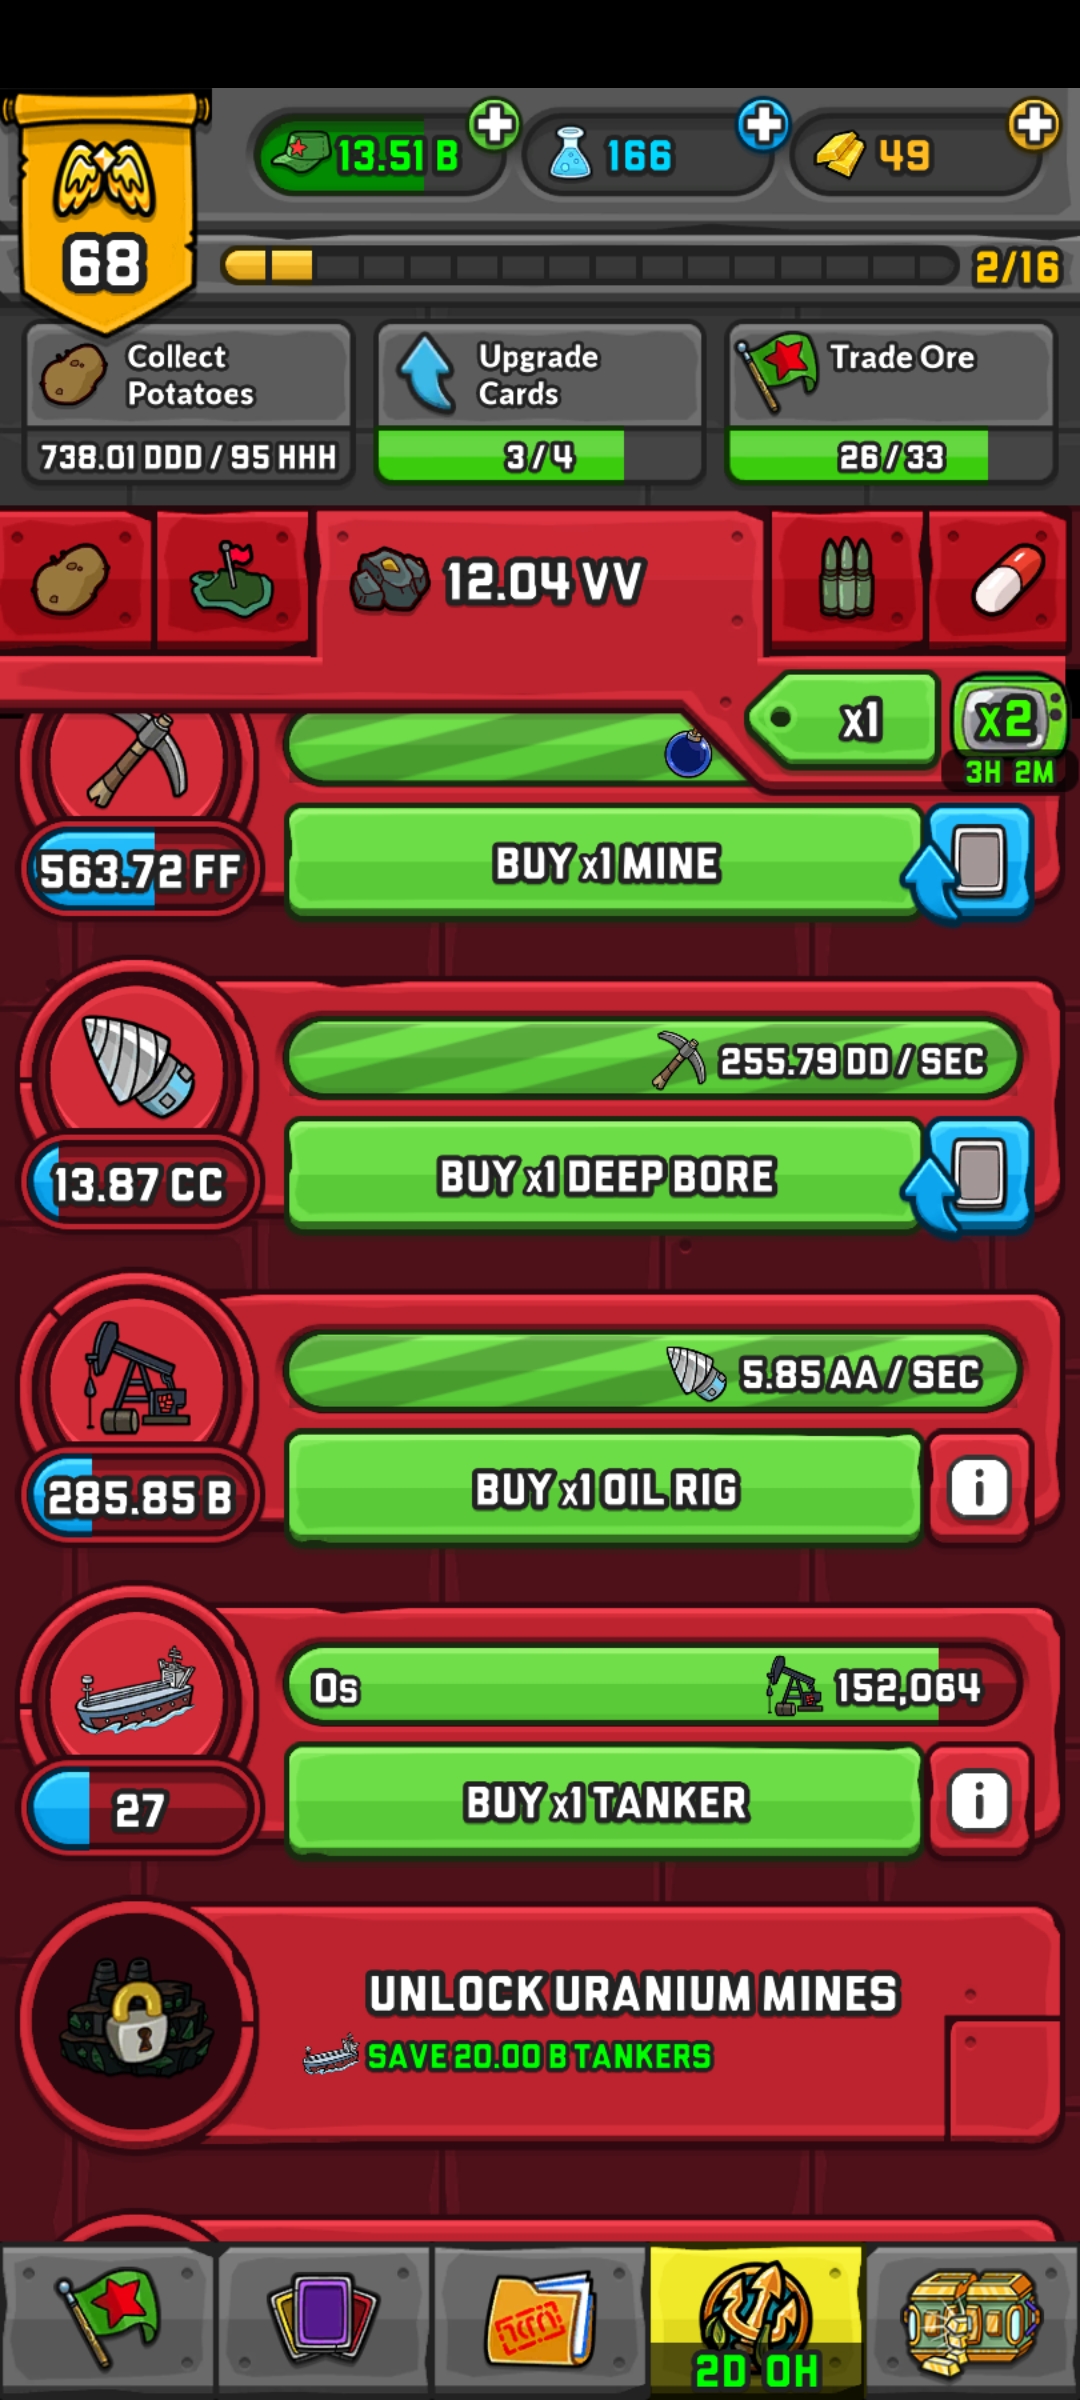 13.51 B
166
49
68
2/16
Collect
Potatoes
738.01 DDD / 95 HHH
Upgrade
Cards
3/4
Trade Ore
26/33
12.04 VV
x1
x2
3H 2M
563.72 FF
BUY x1 MINE
255.79 DD / SEC
13.87 CC
BUY x1 DEEP BORE
5.85 AA / SEC
285.85 B
BUY x1 OIL RIG
i
0s
152,064
27
BUY x1 TANKER
i
UNLOCK URANIUM MINES
SAVE 20.00 B TANKERS
2D 0H